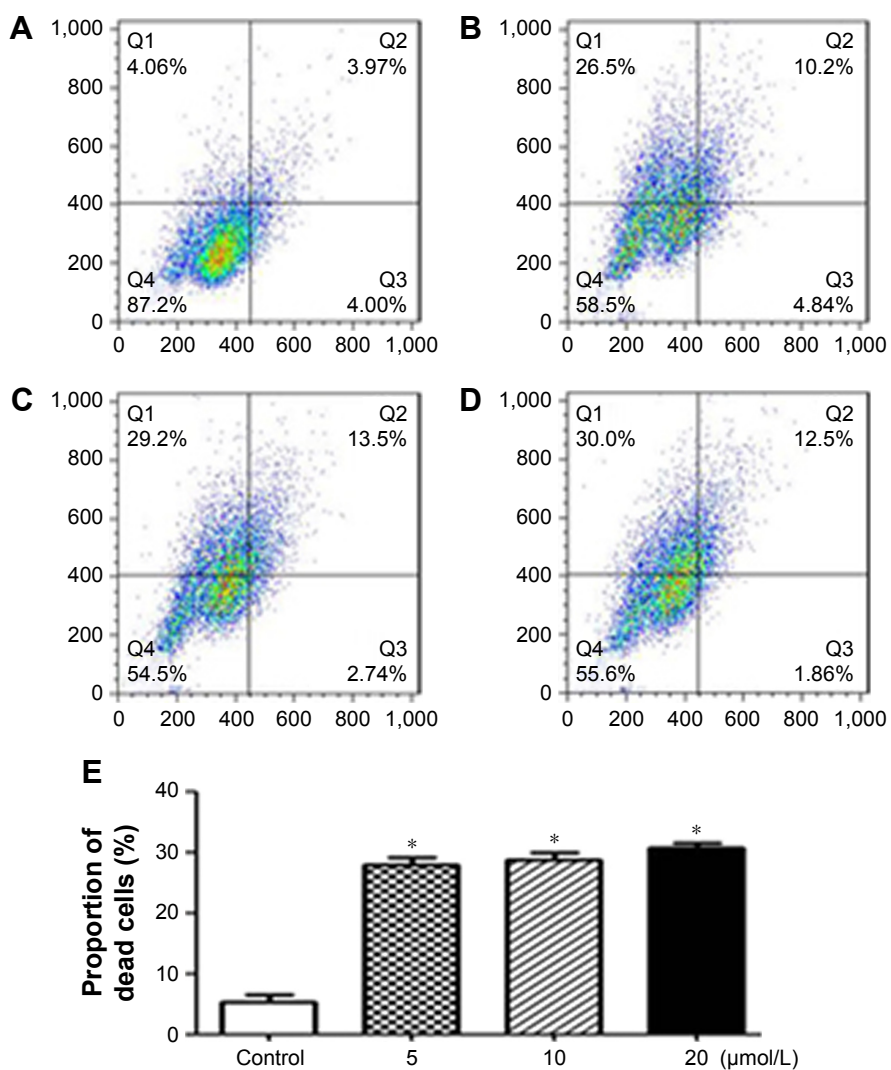 A
1,000
800
600
400
200
0
Q1 Q2
4.06% 3.97%
Q4 Q3
87.2% 4.00%
0 200 400 600 800 1,000
B
1,000
800
600
400
200
0
Q1 Q2
26.5% 10.2%
Q4 Q3
58.5% 4.84%
0 200 400 600 800 1,000
C
1,000
800
600
400
200
0
Q1 Q2
29.2% 13.5%
Q4 Q3
54.5% 2.74%
0 200 400 600 800 1,000
D
1,000
800
600
400
200
0
Q1 Q2
30.0% 12.5%
Q4 Q3
55.6% 1.86%
0 200 400 600 800 1,000
E
Proportion of
dead cells (%)
40
30
20
10
0
* * *
Control 5 10 20 (µmol/L)